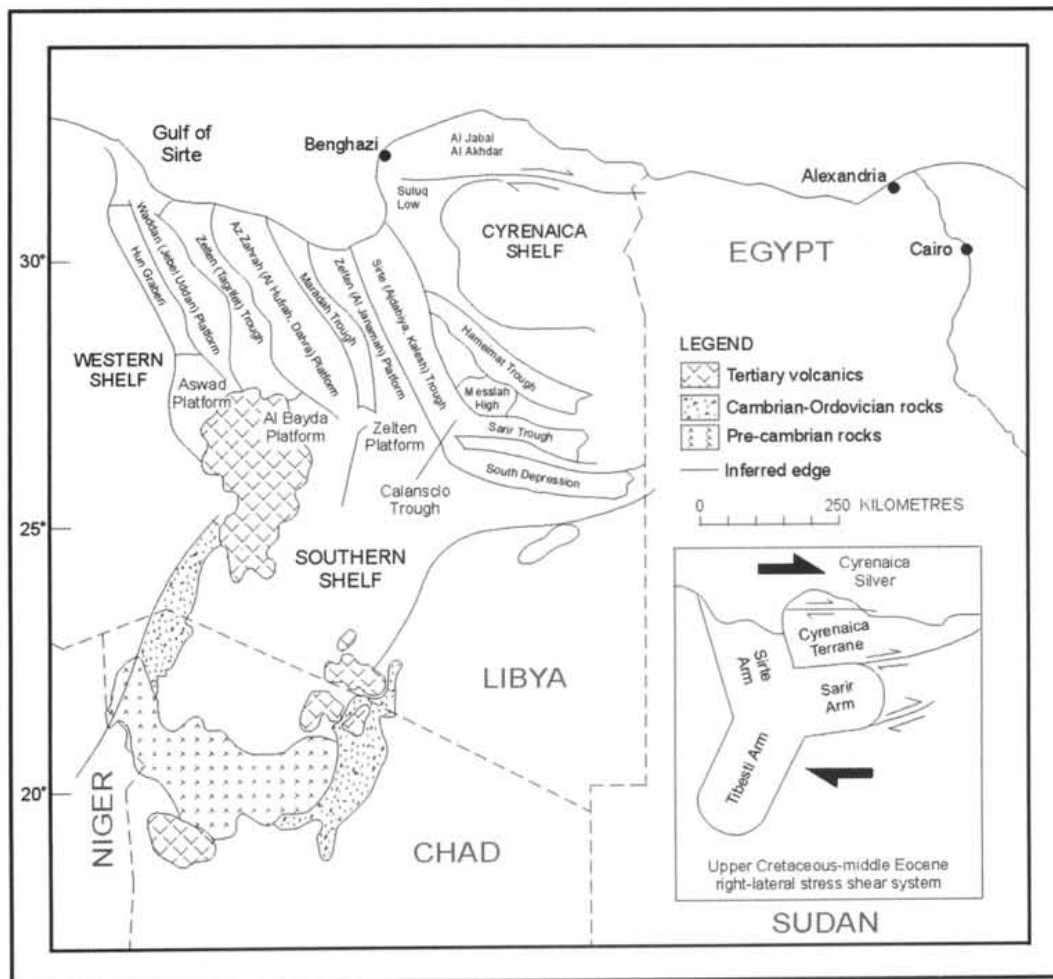 Gulf of
Sirte
Benghazi
Al Jabal
Al Akhdar
Suluq
Low
CYRENAICA
SHELF
Alexandria
Cairo
EGYPT
30°
25°
20°
Hun Graben
Waddan (Jebel Uddan) Platform
Zelten (Tagrifet) Trough
Az Zahrah (Al Hufrah, Dahra) Platform
Maradah Trough
Zelten (Al Janamah) Platform
Sirte (Ajdabiya, Kalesh) Trough
Hameimat Trough
Messlah
High
Sarir Trough
South Depression
WESTERN
SHELF
Aswad
Platform
Al Bayda
Platform
Zelten
Platform
Calansclo
Trough
SOUTHERN
SHELF
LIBYA
NIGER
CHAD
SUDAN
LEGEND
Tertiary volcanics
Cambrian-Ordovician rocks
Pre-cambrian rocks
Inferred edge
0 250 KILOMETRES
Cyrenaica
Silver
Cyrenaica
Terrane
Sirte
Arm
Sarir
Arm
Tibesti Arm
Upper Cretaceous-middle Eocene
right-lateral stress shear system